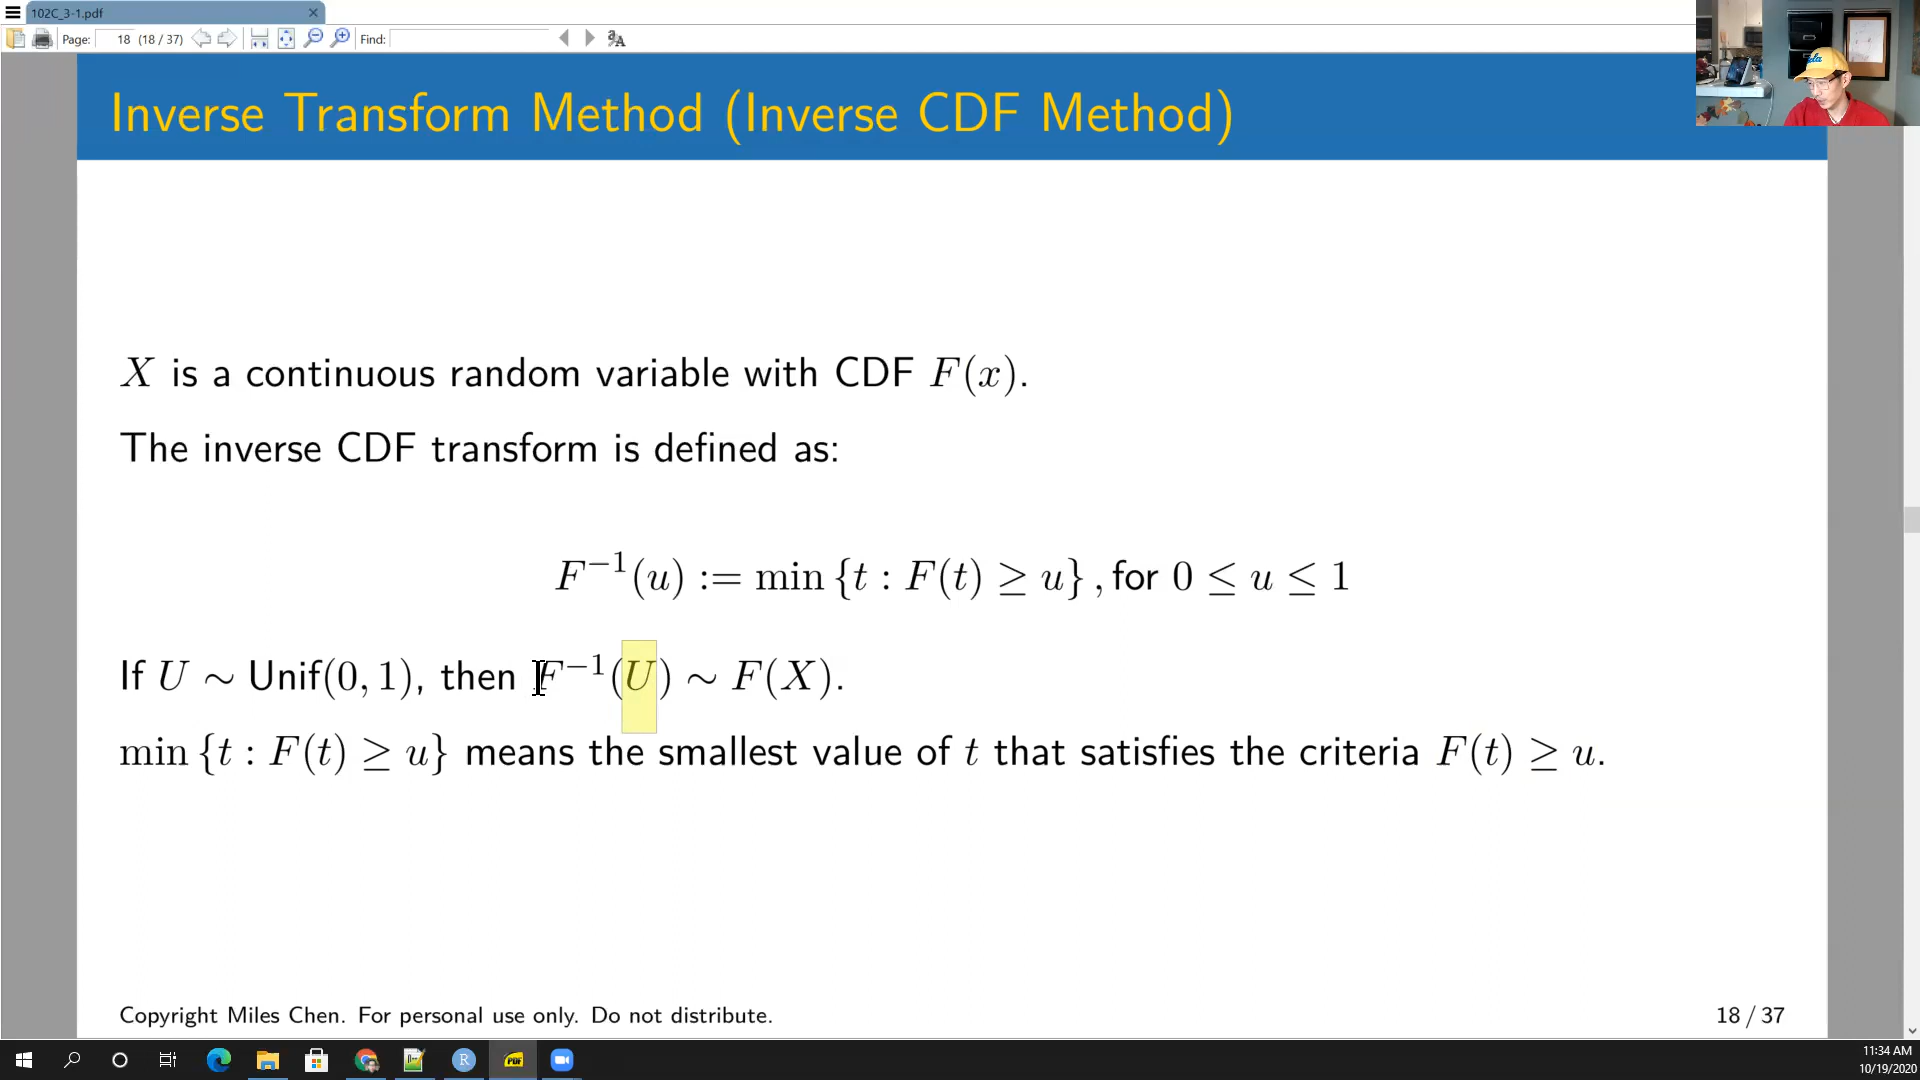 102C_3-1.pdf
Page: 18 (18 / 37) Find:
Inverse Transform Method (Inverse CDF Method)
X is a continuous random variable with CDF F(x).
The inverse CDF transform is defined as:
F⁻¹(u) := min {t : F(t) ≥ u} , for 0 ≤ u ≤ 1
If U ∼ Unif(0, 1), then F⁻¹(U) ∼ F(X).
min {t : F(t) ≥ u} means the smallest value of t that satisfies the criteria F(t) ≥ u.
Copyright Miles Chen. For personal use only. Do not distribute.
18 / 37
11:34 AM
10/19/2020